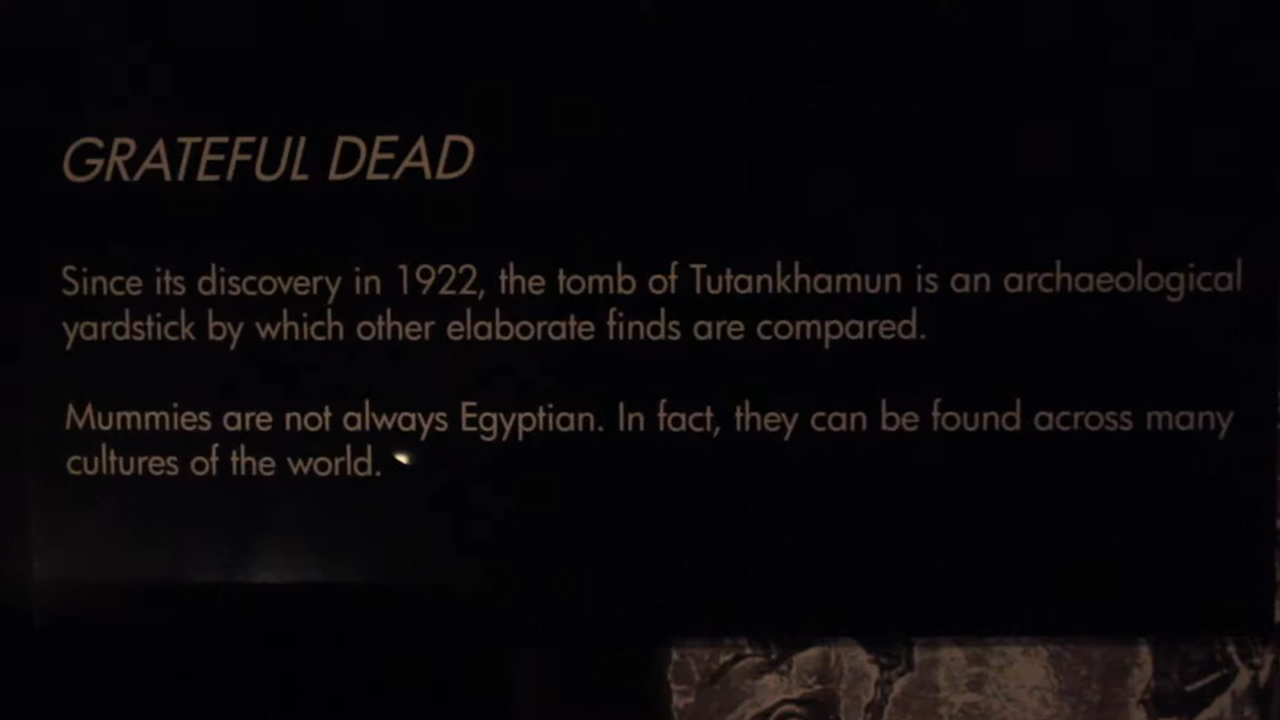 GRATEFUL DEAD
Since its discovery in 1922, the tomb of Tutankhamun is an archaeological
yardstick by which other elaborate finds are compared.
Mummies are not always Egyptian. In fact, they can be found across many
cultures of the world.